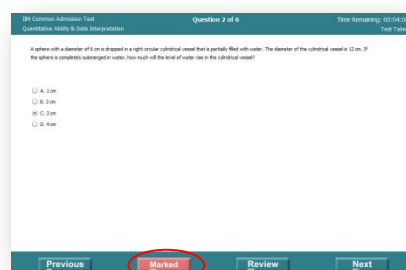 IIM Common Admission Test
Question 2 of 6
Time Remaining: 00:04:0
Quantitative Ability & Data Interpretation
Test Take
A sphere with a diameter of 6 cm is dropped in a right circular cylindrical vessel that is partially filled with water. The diameter of the cylindrical vessel is 12 cm. If
the sphere is completely submerged in water, how much will the level of water rise in the cylindrical vessel?
A. 1 cm
B. 2 cm
C. 3 cm
D. 4 cm
Previous
Marked
Review
Next